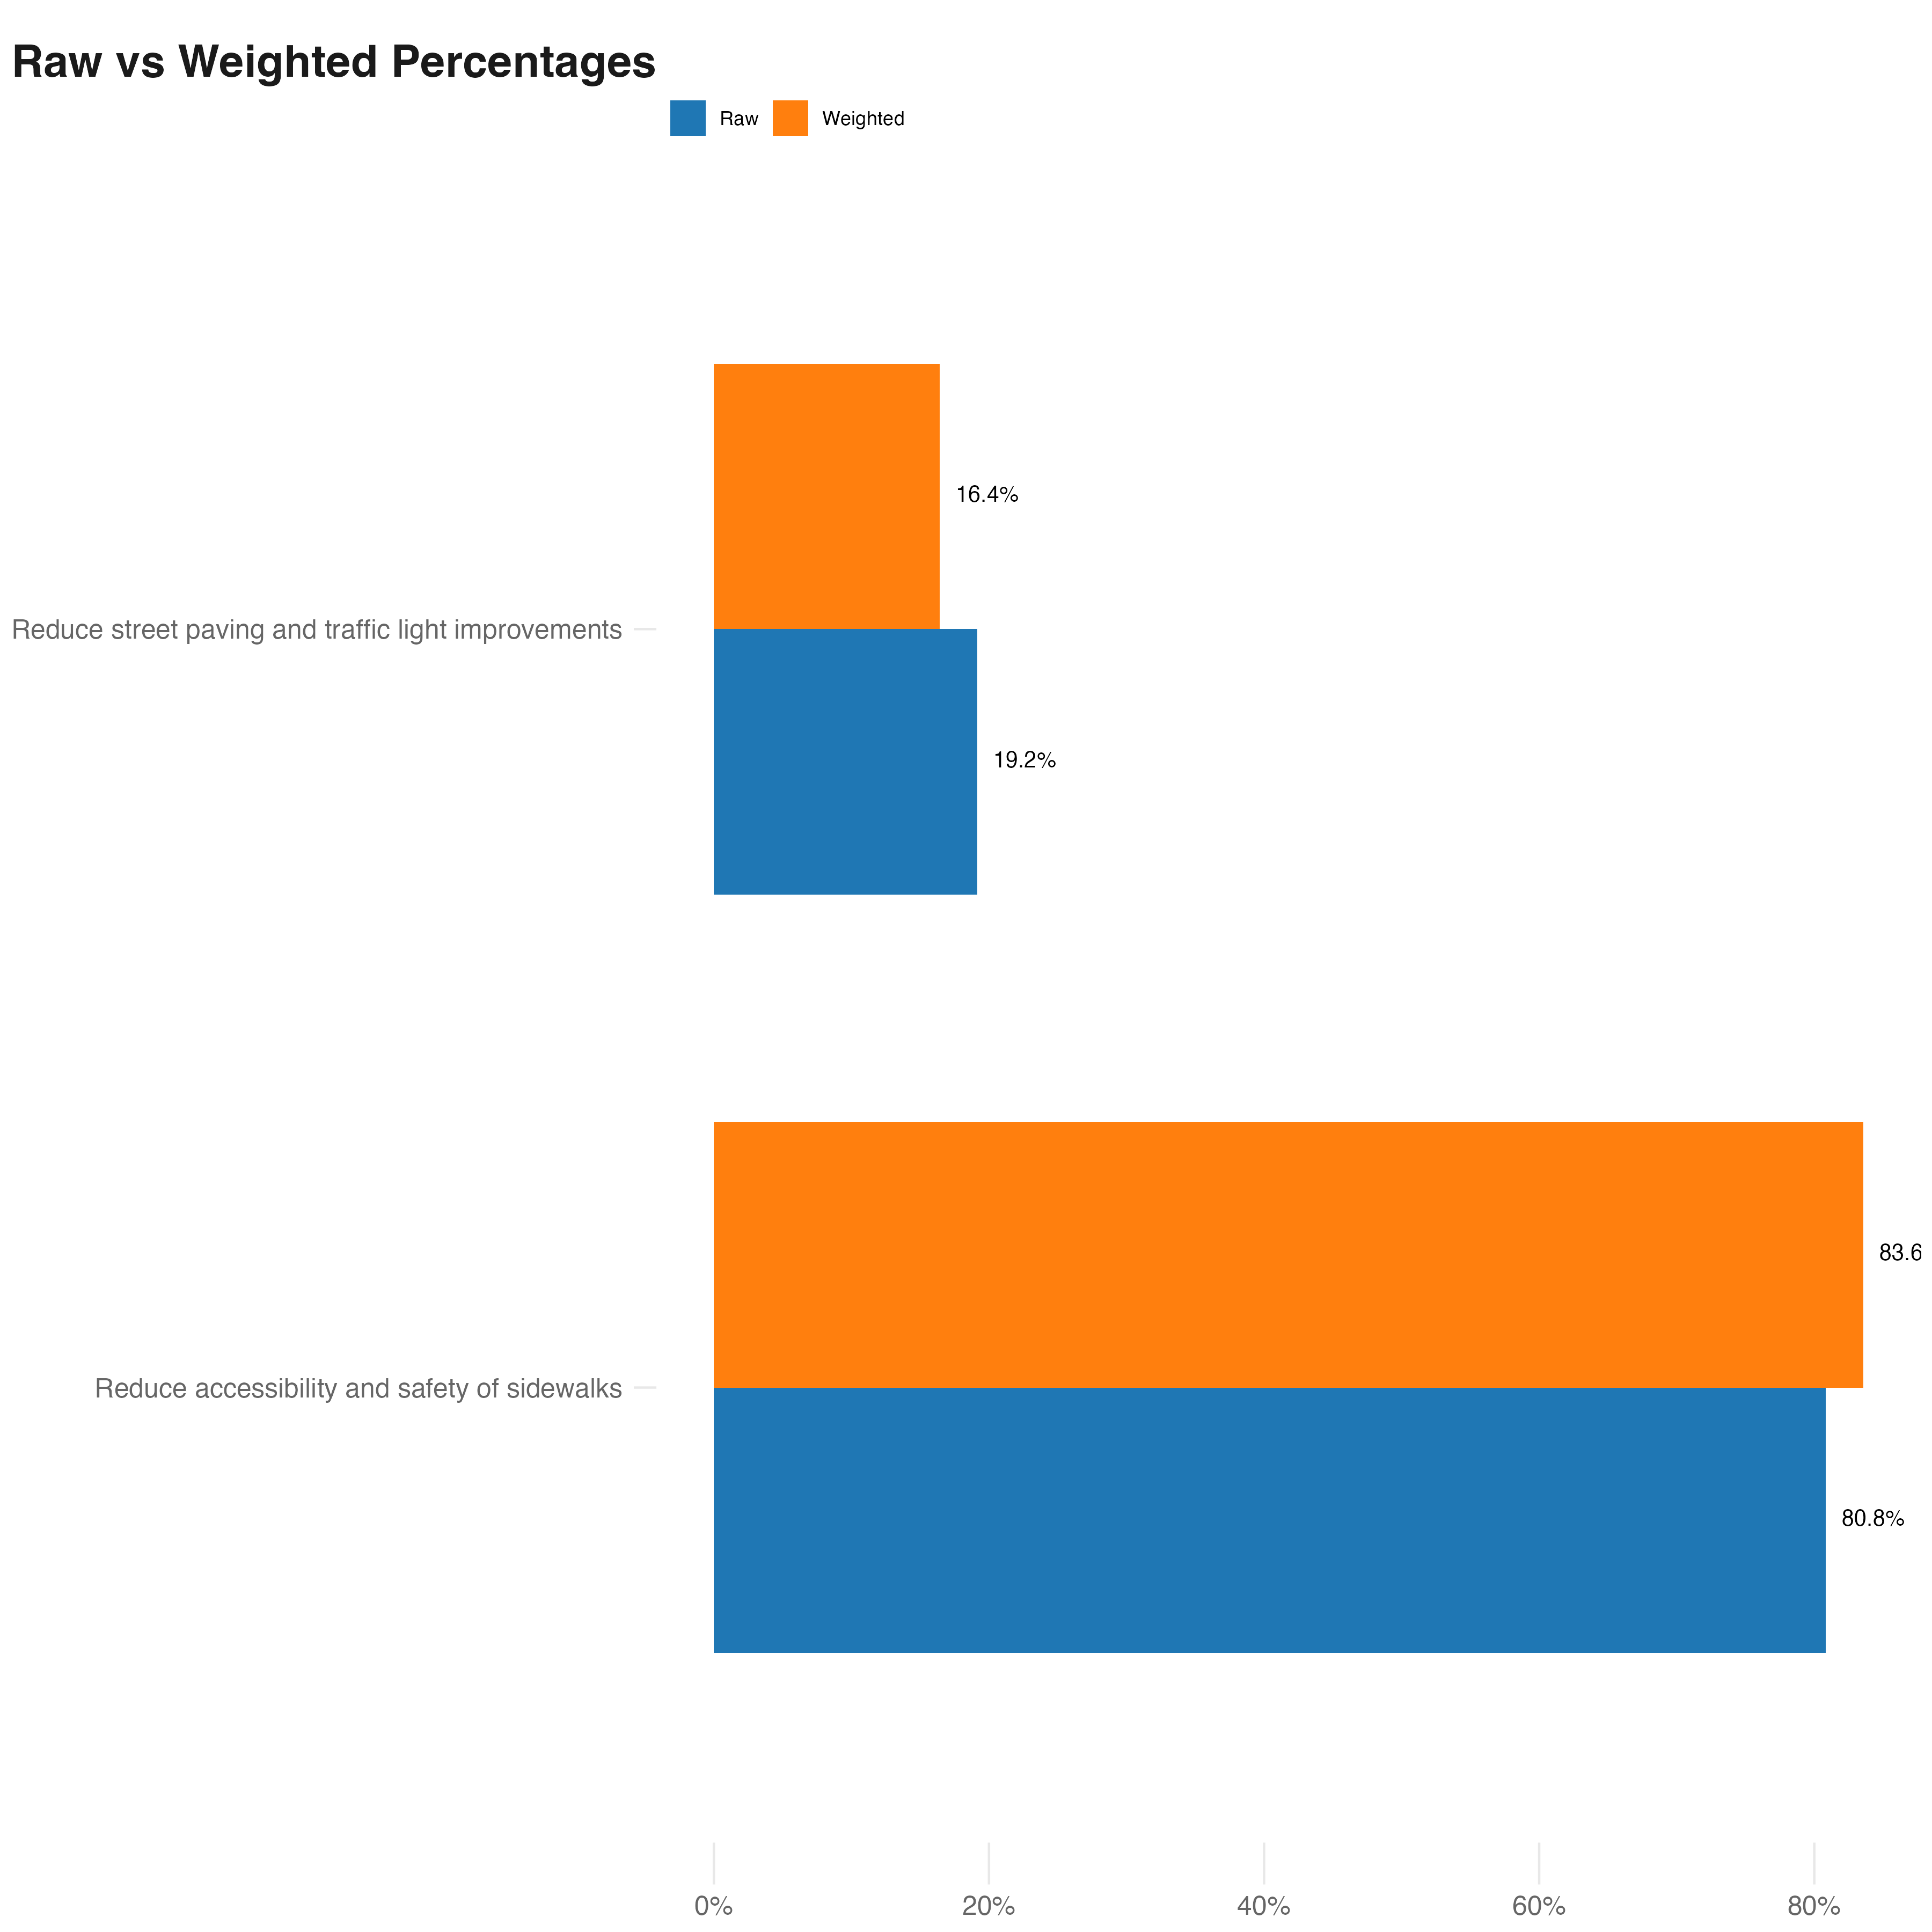 Raw vs Weighted Percentages
Raw Weighted
16.4%
Reduce street paving and traffic light improvements
19.2%
83.6
Reduce accessibility and safety of sidewalks
80.8%
0% 20% 40% 60% 80%